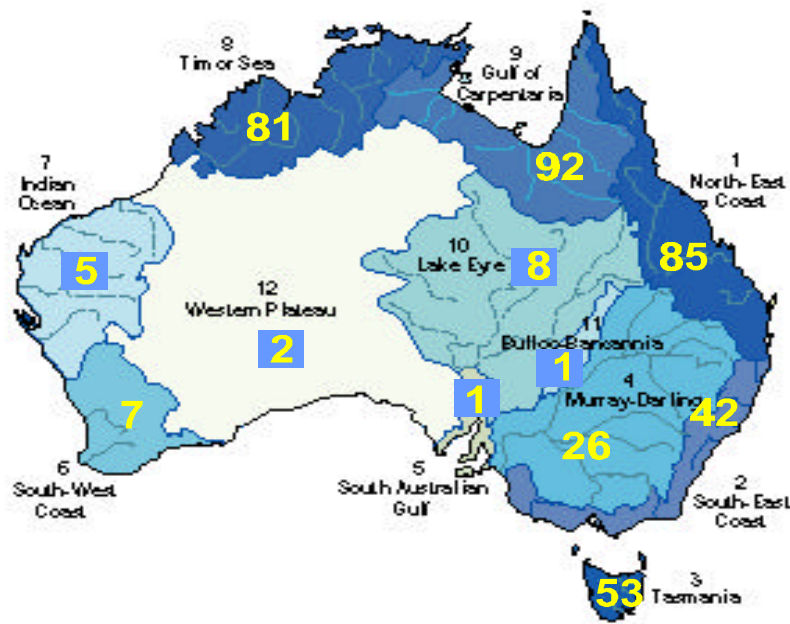 8
Timor Sea
9
Gulf of
Carpentaria
81
92
7
Indian
Ocean
1
North-East
Coast
5
10
Lake Eyre
8
85
12
Western Plateau
2
11
Bulloo-Bancannia
1
4
Murray-Darling
1
7
42
26
6
South-West
Coast
5
South Australian
Gulf
2
South-East
Coast
53
3
Tasmania